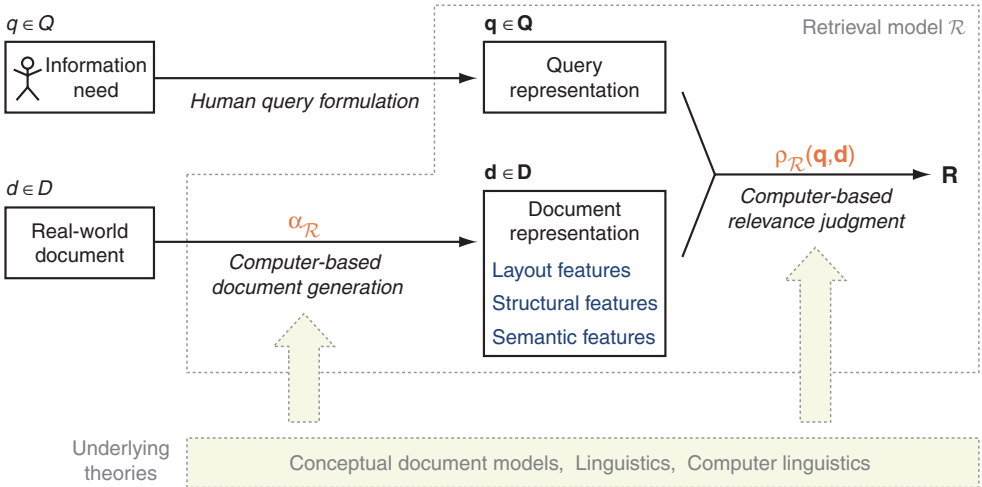 q ∈ Q
Information
need
Human query formulation
q ∈ Q
Query
representation
Retrieval model ℛ
d ∈ D
Real-world
document
αℛ
Computer-based
document generation
d ∈ D
Document
representation
Layout features
Structural features
Semantic features
ρℛ(q,d)
Computer-based
relevance judgment
R
Underlying
theories
Conceptual document models, Linguistics, Computer linguistics